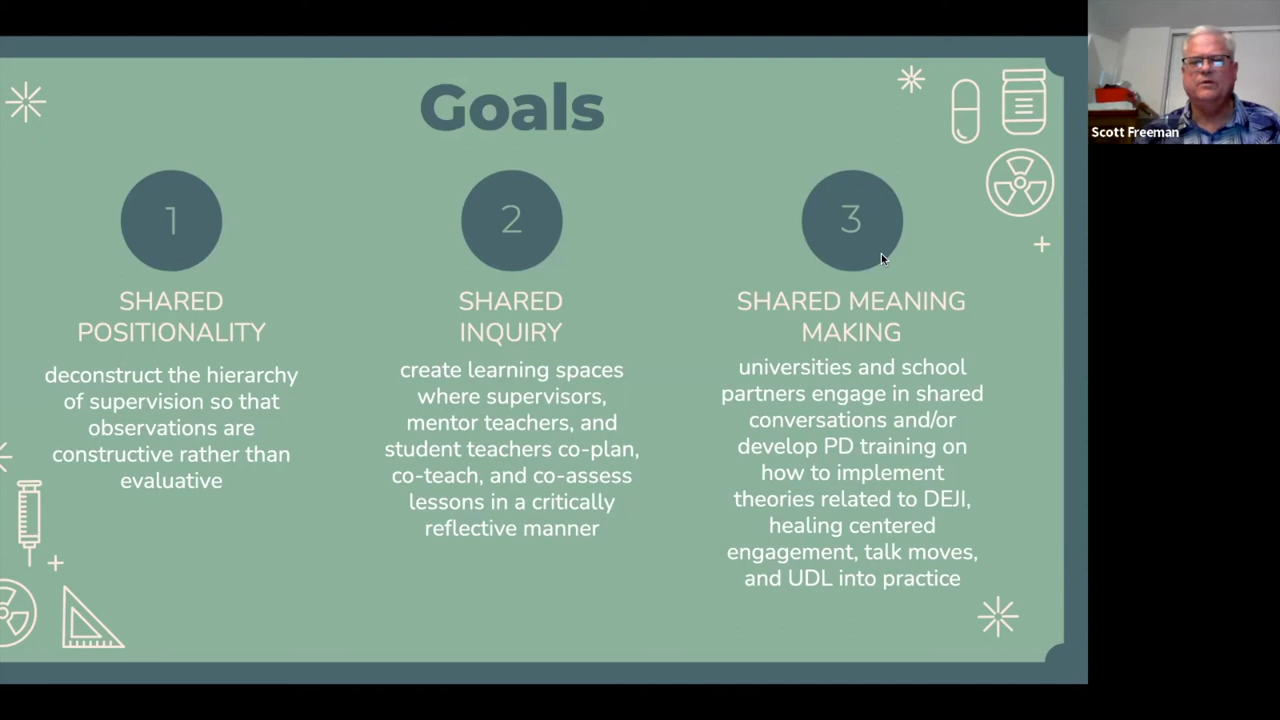 Goals
1
SHARED
POSITIONALITY
deconstruct the hierarchy
of supervision so that
observations are
constructive rather than
evaluative
2
SHARED
INQUIRY
create learning spaces
where supervisors,
mentor teachers, and
student teachers co-plan,
co-teach, and co-assess
lessons in a critically
reflective manner
3
SHARED MEANING
MAKING
universities and school
partners engage in shared
conversations and/or
develop PD training on
how to implement
theories related to DEJI,
healing centered
engagement, talk moves,
and UDL into practice
Scott Freeman